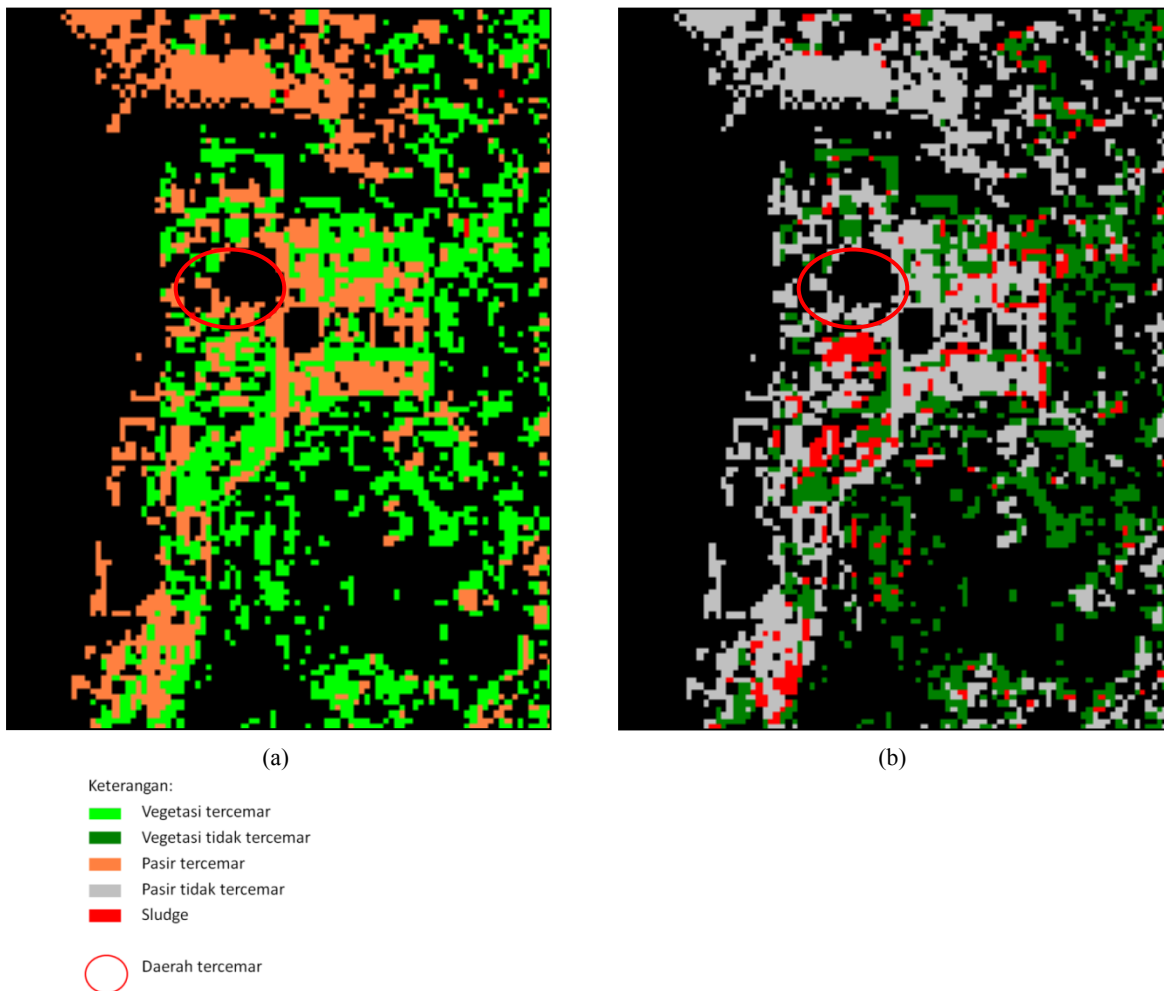 (a)
(b)
Keterangan:
Vegetasi tercemar
Vegetasi tidak tercemar
Pasir tercemar
Pasir tidak tercemar
Sludge
Daerah tercemar